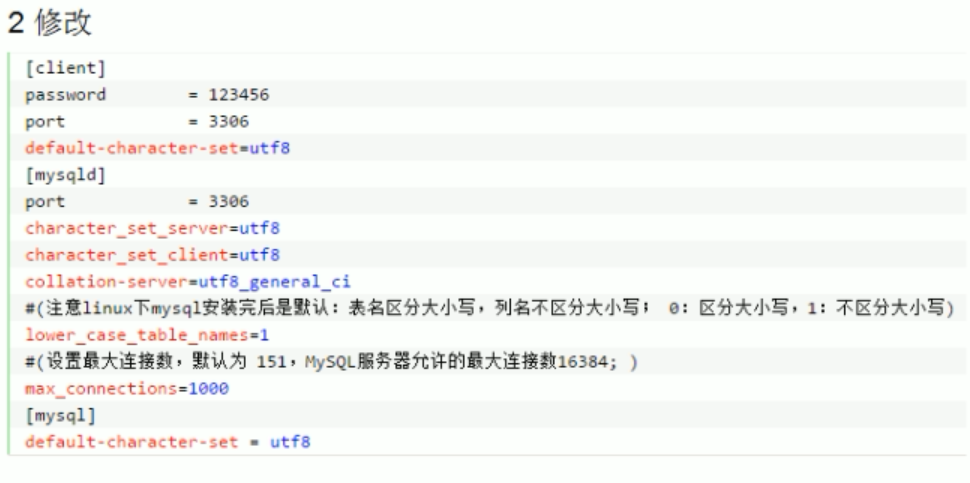 2 修改
[client]
password        = 123456
port            = 3306
default-character-set=utf8
[mysqld]
port            = 3306
character_set_server=utf8
character_set_client=utf8
collation-server=utf8_general_ci
#(注意linux下mysql安装完后是默认：表名区分大小写，列名不区分大小写； 0：区分大小写，1：不区分大小写)
lower_case_table_names=1
#(设置最大连接数，默认为 151，MySQL服务器允许的最大连接数16384; )
max_connections=1000
[mysql]
default-character-set = utf8